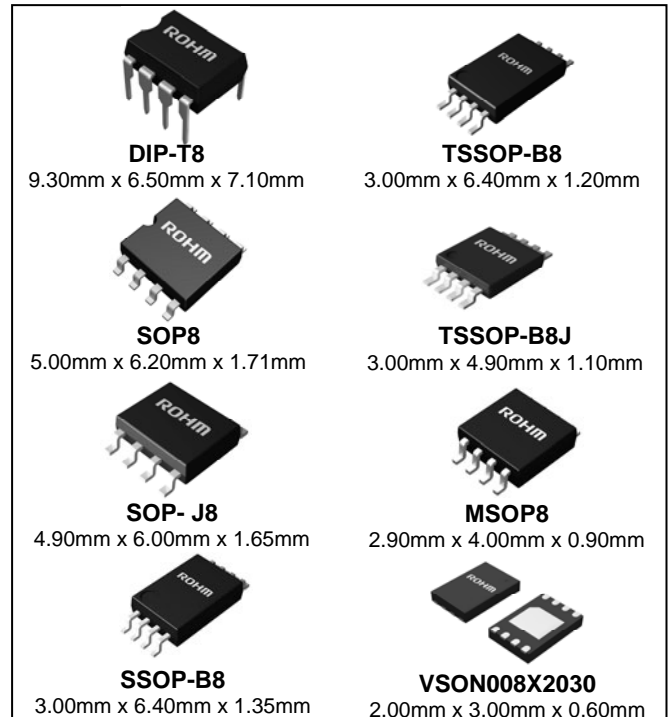 ROHM
DIP-T8
9.30mm x 6.50mm x 7.10mm
ROHM
TSSOP-B8
3.00mm x 6.40mm x 1.20mm
ROHM
SOP8
5.00mm x 6.20mm x 1.71mm
ROHM
TSSOP-B8J
3.00mm x 4.90mm x 1.10mm
ROHM
SOP- J8
4.90mm x 6.00mm x 1.65mm
ROHM
MSOP8
2.90mm x 4.00mm x 0.90mm
ROHM
SSOP-B8
3.00mm x 6.40mm x 1.35mm
ROHM
VSON008X2030
2.00mm x 3.00mm x 0.60mm